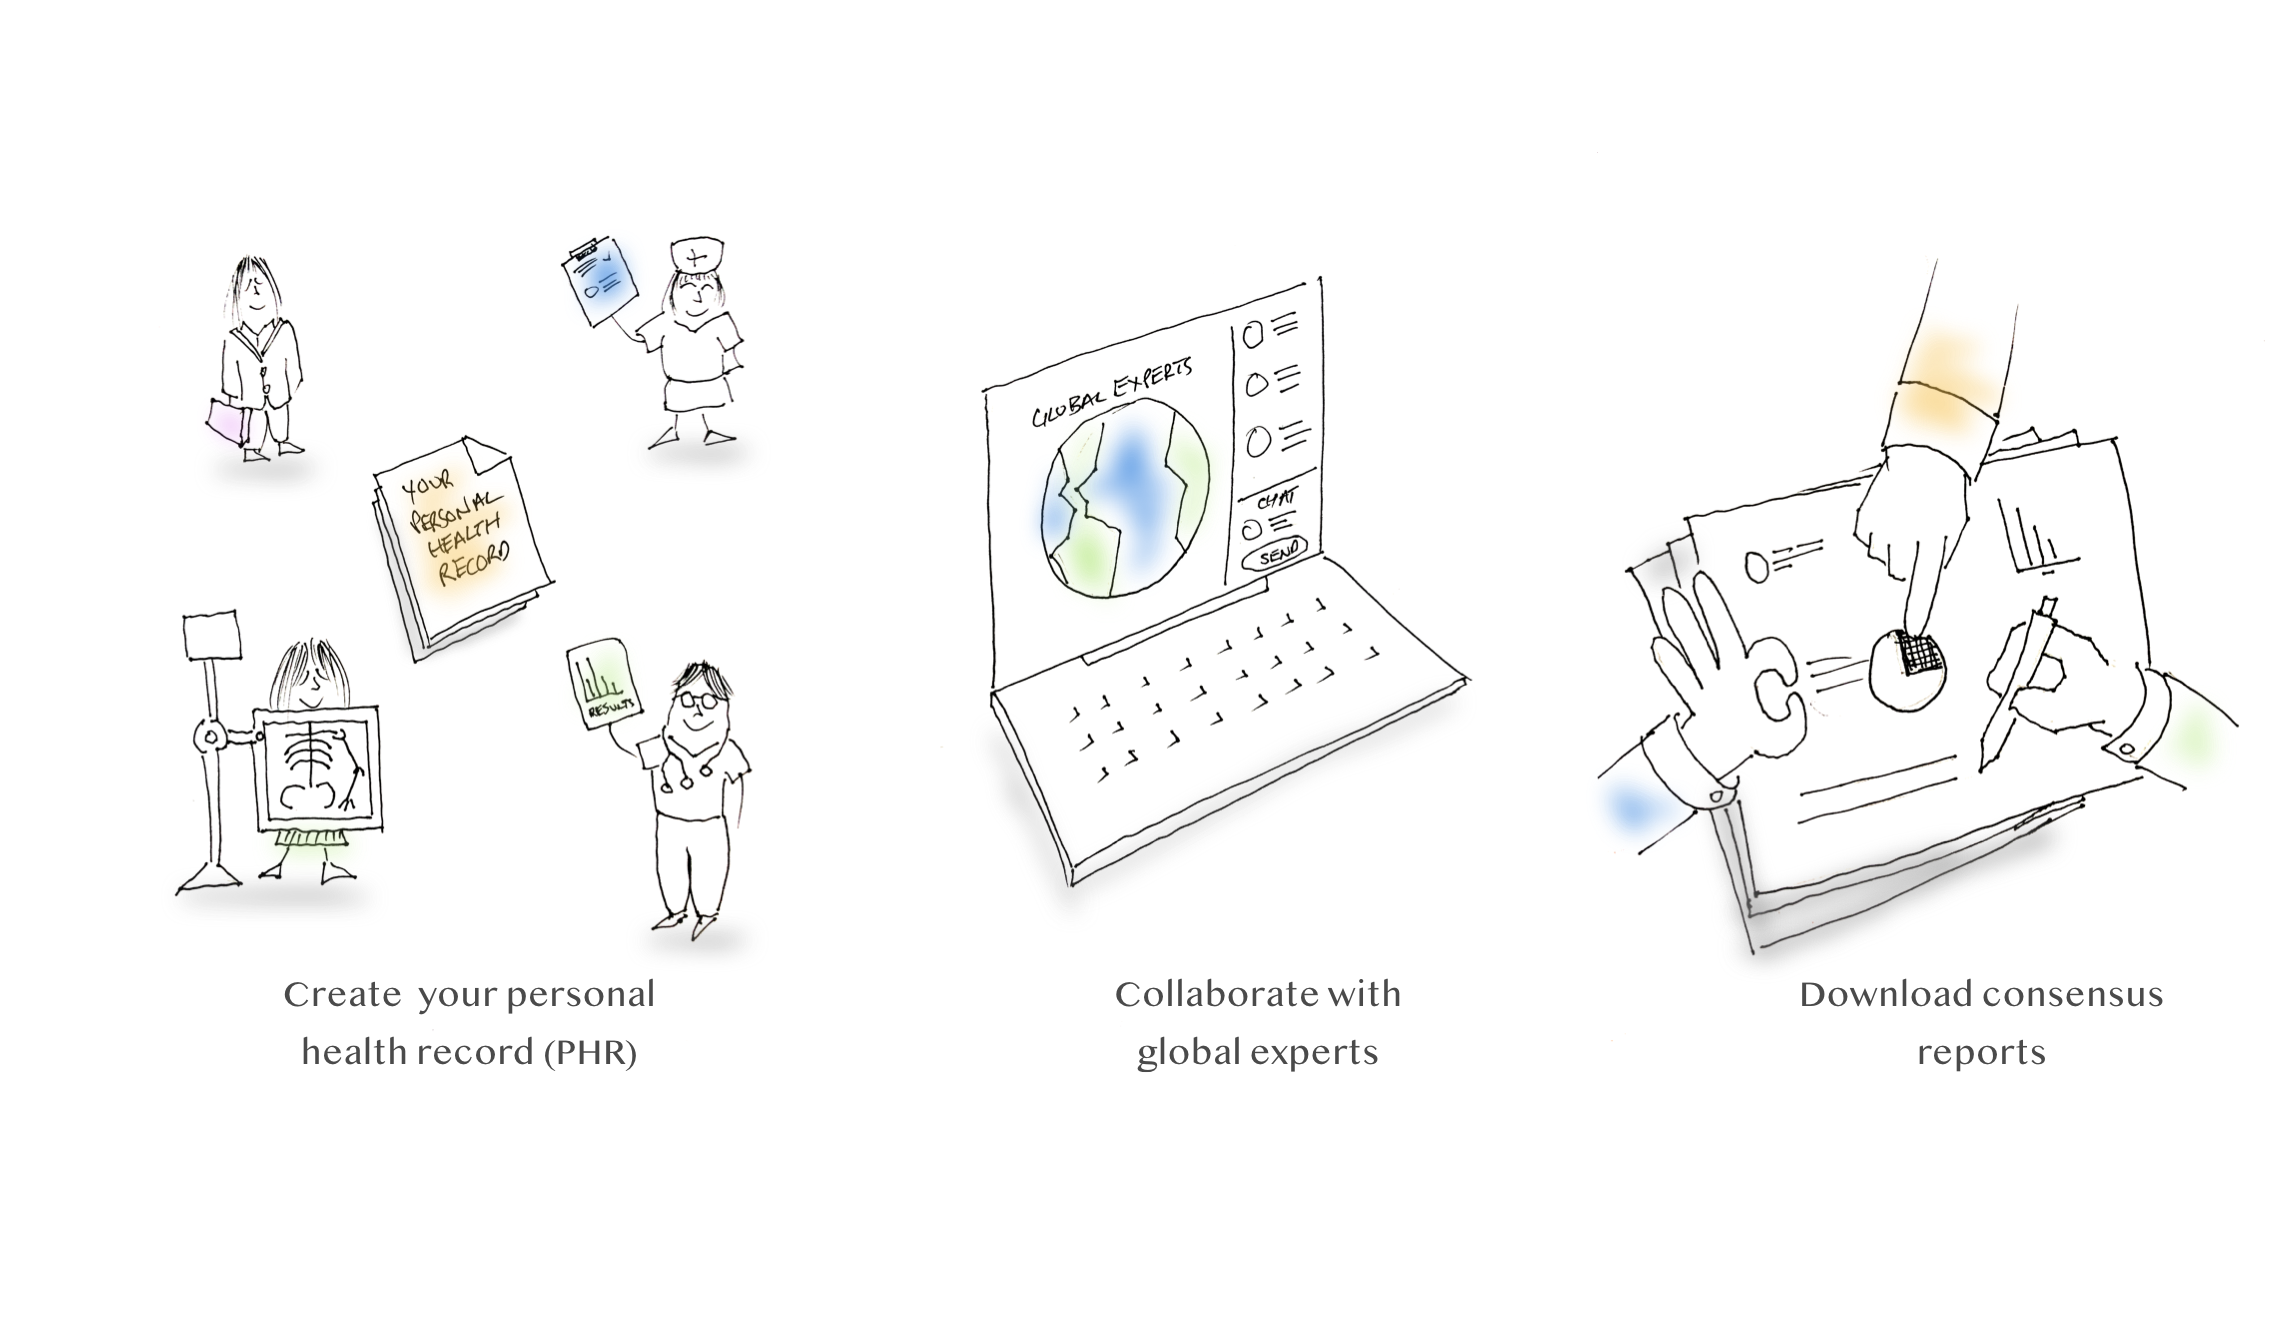 YOUR
PERSONAL
HEALTH
RECORD
RESULTS
Create your personal
health record (PHR)
GLOBAL EXPERTS
CHAT
SEND
Collaborate with
global experts
Download consensus
reports